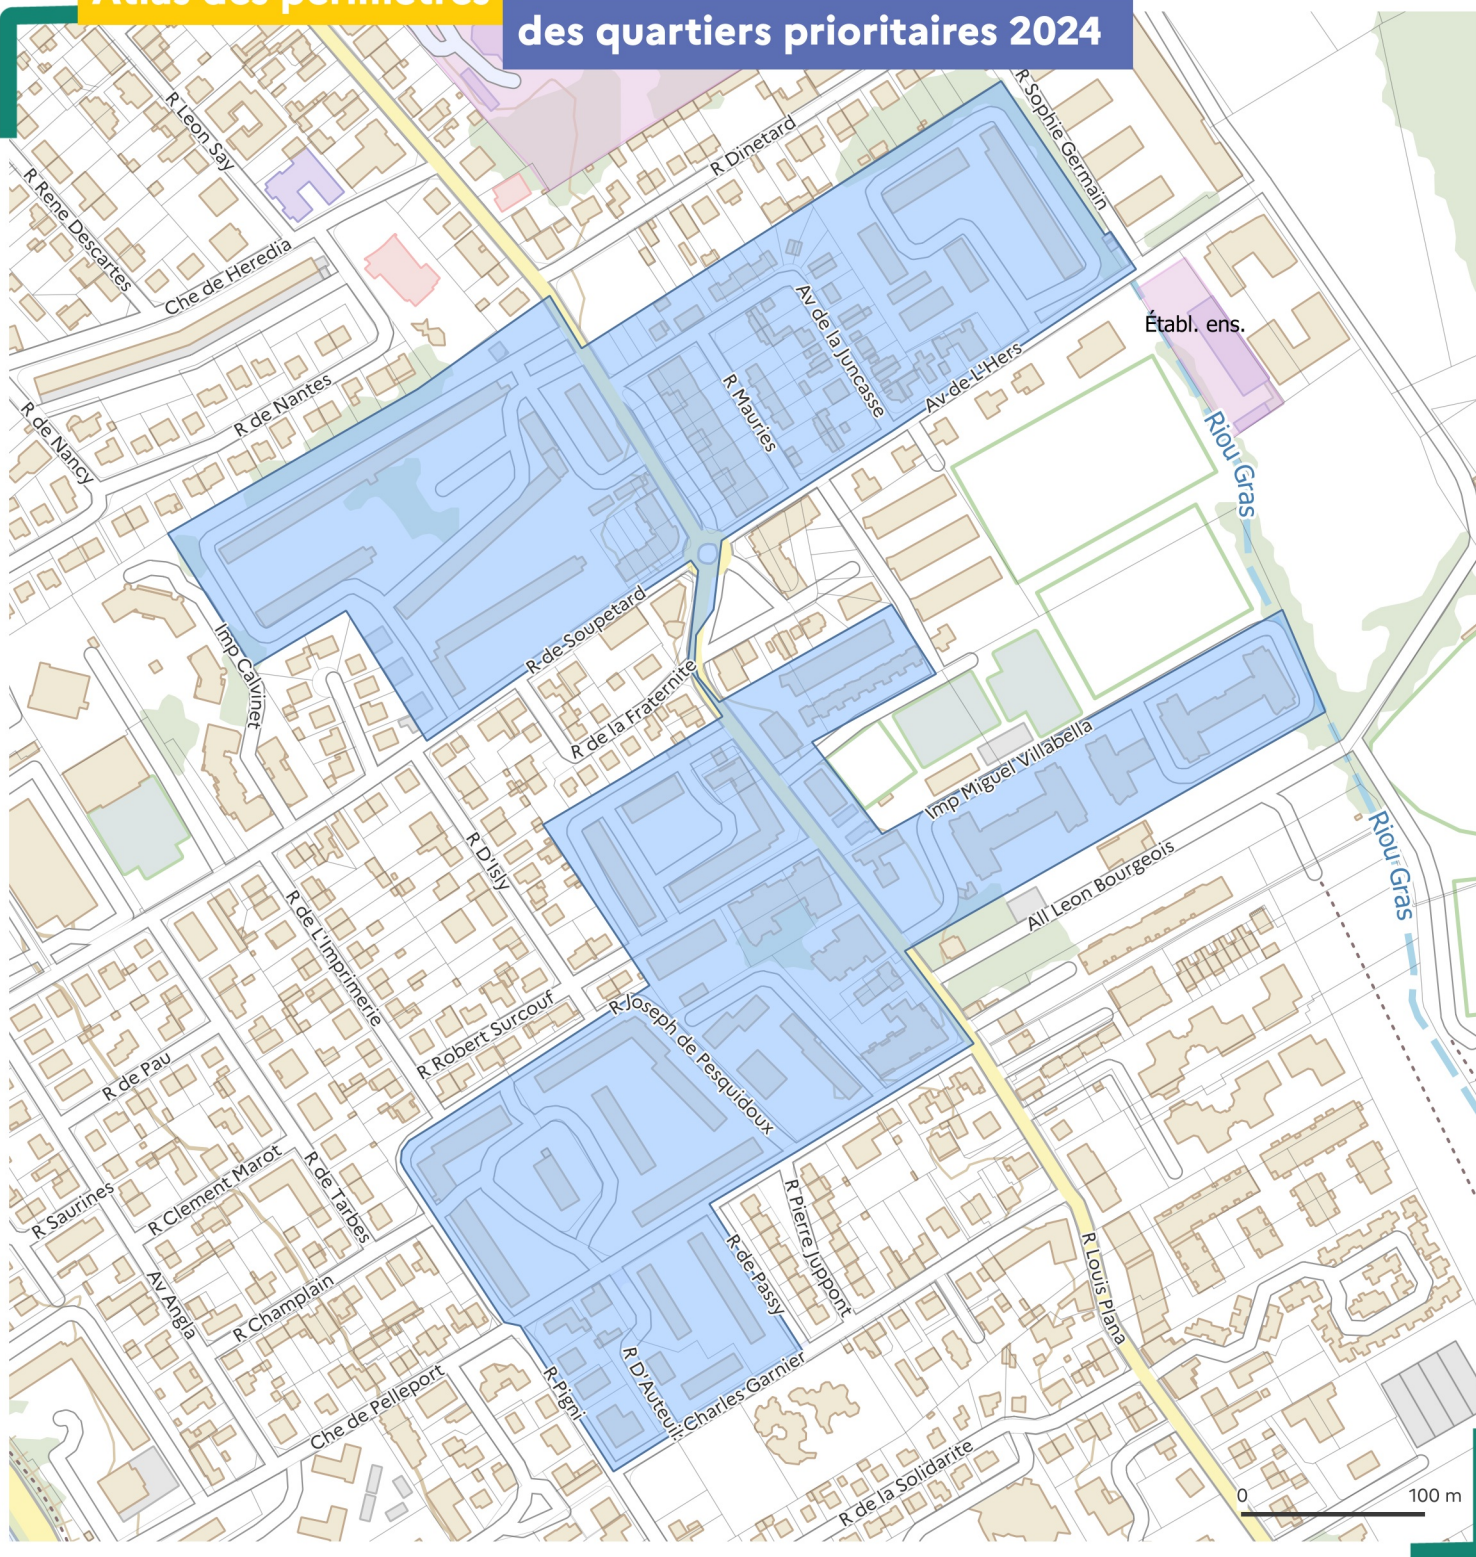 Atlas des périmètres
des quartiers prioritaires 2024
R Leon Say
R Rene Descartes
Che de Heredia
R Dinetard
R Sophie Germain
R de Nantes
R de Nancy
Av de la Juncasse
R Mauries
Av de L'Hers
Établ. ens.
Riou Gras
R de Soupetard
Imp Calvinet
R de la Fraternite
Imp Miguel Villabella
R D'Isly
Riou Gras
All Leon Bourgeois
R de L'Imprimerie
R Robert Surcouf
R Joseph de Pesquidoux
R de Pau
R Clement Marot
R de Tarbes
R Saurines
R Pierre Juppont
R de Passy
R Louis Plana
Av Angla
R Champlain
R D'Auteuil
R Pigni
R Charles Garnier
Che de Pelleport
R de la Solidarite
0 100 m